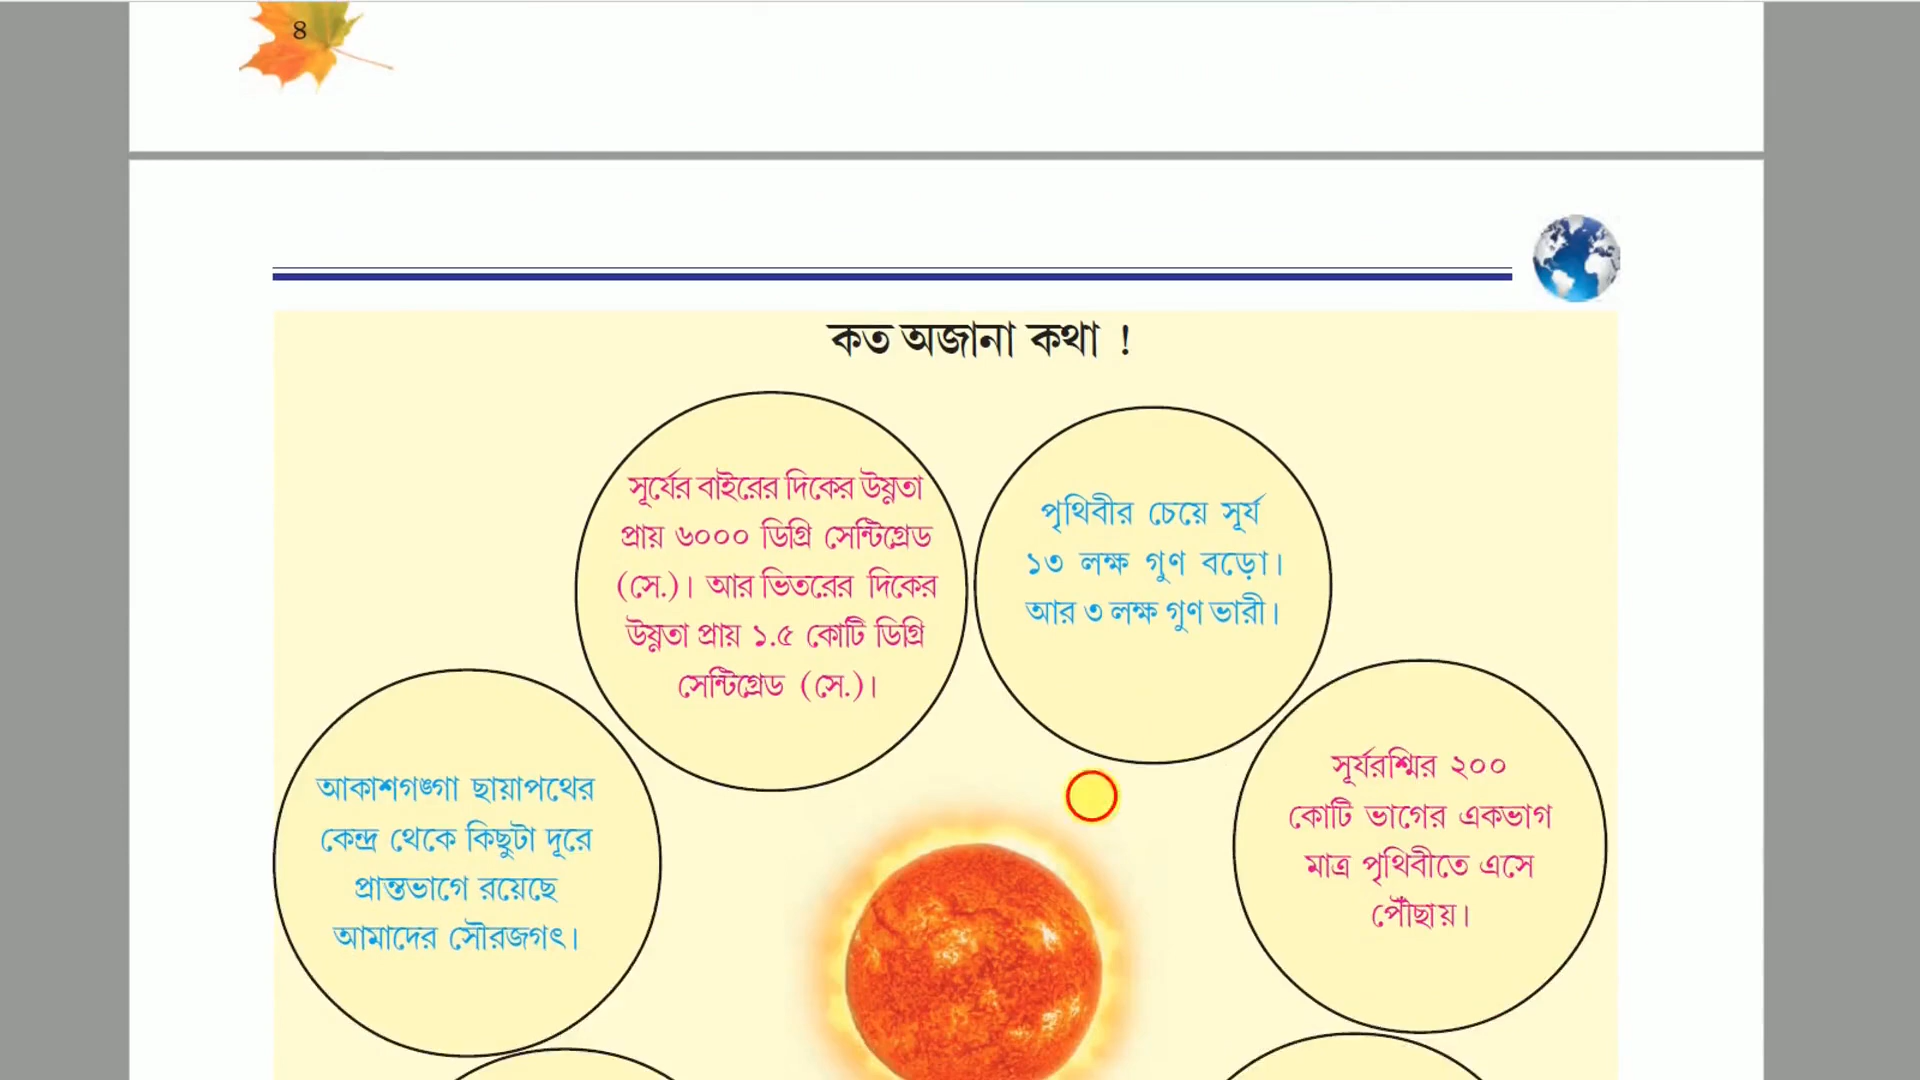 ৪
কত অজানা কথা !
সূর্যের বাইরের দিকের উষ্ণতা
প্রায় ৬০০০ ডিগ্রি সেন্টিগ্রেড
(সে.)। আর ভিতরের দিকের
উষ্ণতা প্রায় ১.৫ কোটি ডিগ্রি
সেন্টিগ্রেড (সে.)।
পৃথিবীর চেয়ে সূর্য
১৩ লক্ষ গুণ বড়ো।
আর ৩ লক্ষ গুণ ভারী।
আকাশগঙ্গা ছায়াপথের
কেন্দ্র থেকে কিছুটা দূরে
প্রান্তভাগে রয়েছে
আমাদের সৌরজগৎ।
সূর্যরশ্মির ২০০
কোটি ভাগের একভাগ
মাত্র পৃথিবীতে এসে
পৌঁছায়।